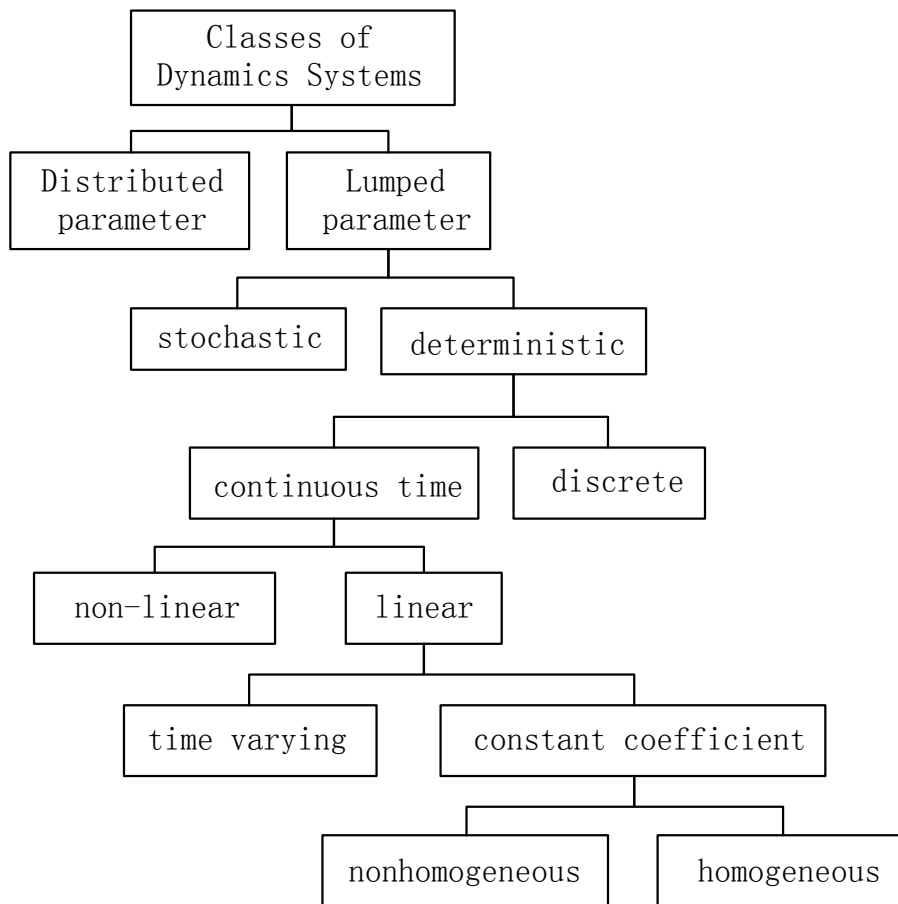 Classes of
Dynamics Systems
Distributed
parameter
Lumped
parameter
stochastic
deterministic
continuous time
discrete
non-linear
linear
time varying
constant coefficient
nonhomogeneous
homogeneous